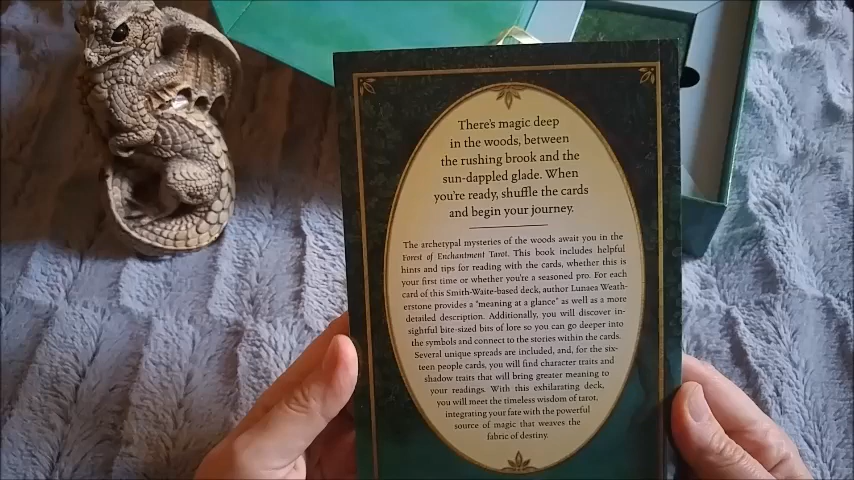 There's magic deep
in the woods, between
the rushing brook and the
sun-dappled glade. When
you're ready, shuffle the cards
and begin your journey.
The archetypal mysteries of the woods await you in the
Forest of Enchantment Tarot. This book includes helpful
hints and tips for reading with the cards, whether this is
your first time or whether you're a seasoned pro. For each
card of this Smith-Waite-based deck, author Lunaea Weath-
erstone provides a "meaning at a glance" as well as a more
detailed description. Additionally, you will discover in-
sightful bite-sized bits of lore so you can go deeper into
the symbols and connect to the stories within the cards.
Several unique spreads are included, and, for the six-
teen people cards, you will find character traits and
shadow traits that will bring greater meaning to
your readings. With this exhilarating deck,
you will meet the timeless wisdom of tarot,
integrating your fate with the powerful
source of magic that weaves the
fabric of destiny.